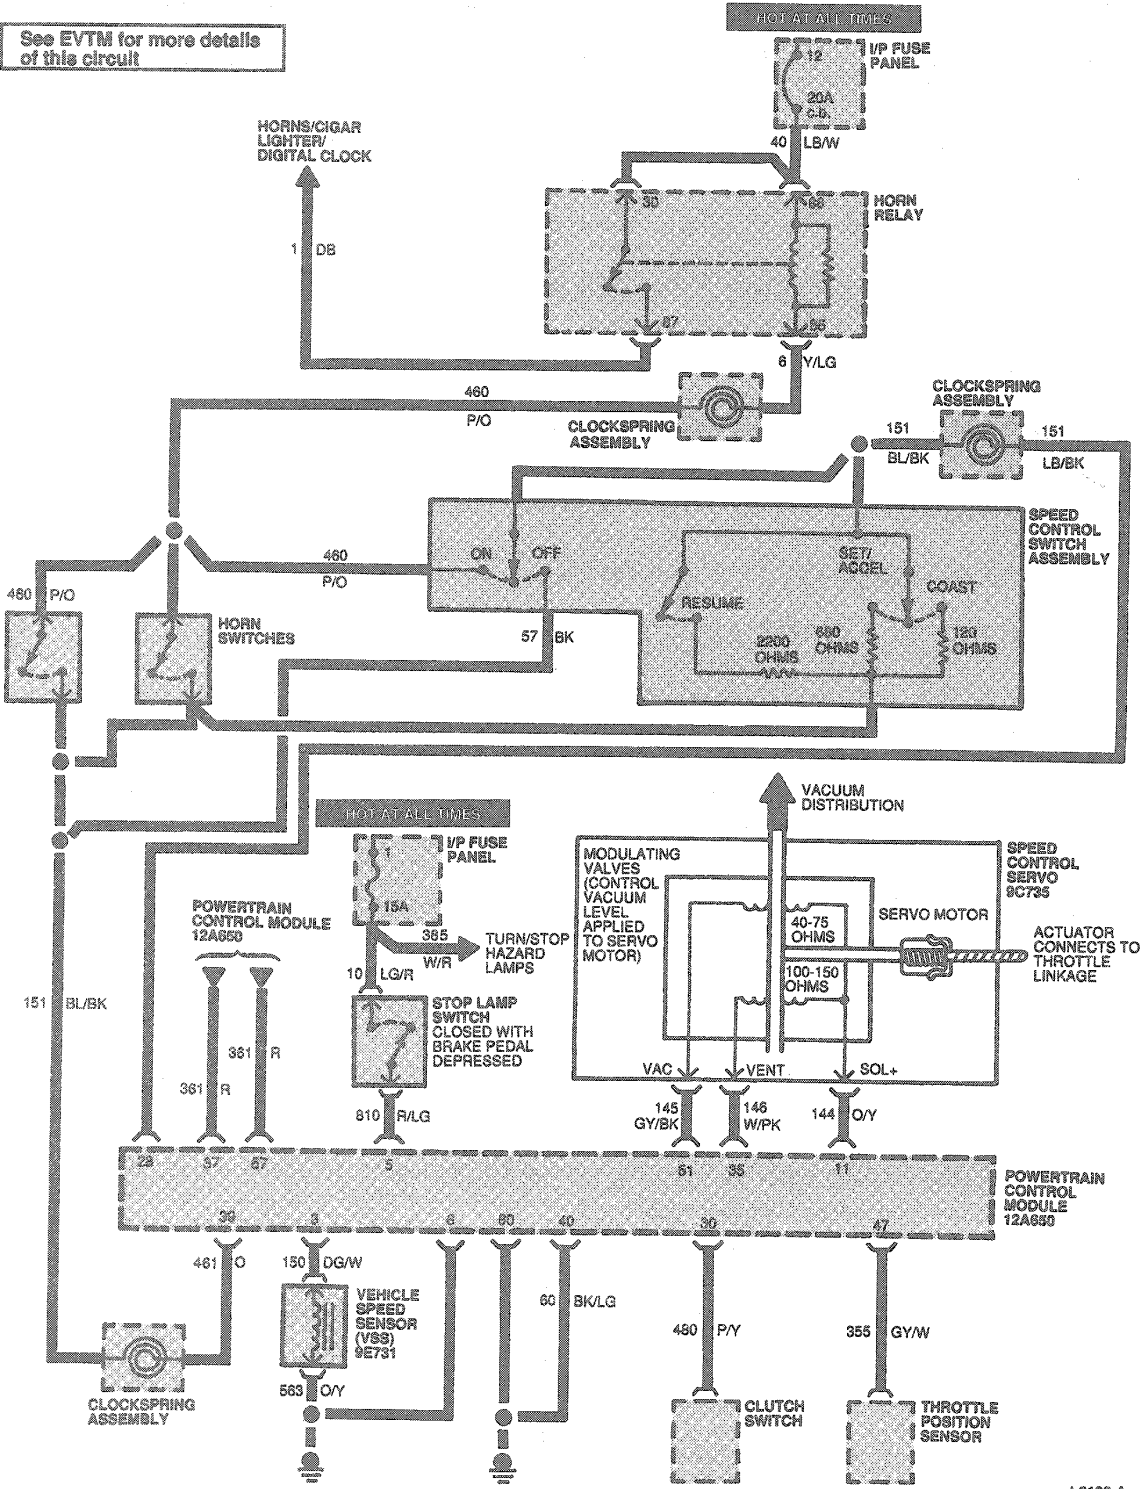 HOT AT ALL TIMES
See EVTM for more details
of this circuit
I/P FUSE
PANEL
12
20A
c.b.
40 LB/W
HORNS/CIGAR
LIGHTER/
DIGITAL CLOCK
1 DB
30
HORN
RELAY
87
6 Y/LG
CLOCKSPRING
ASSEMBLY
460
P/O
CLOCKSPRING
ASSEMBLY
151
BL/BK
151
LB/BK
SPEED
CONTROL
SWITCH
ASSEMBLY
ON OFF
SET/
ACCEL
COAST
RESUME
460
P/O
460 P/O
HORN
SWITCHES
57 BK
2200
OHMS
680
OHMS
120
OHMS
VACUUM
DISTRIBUTION
HOT AT ALL TIMES
I/P FUSE
PANEL
1
15A
MODULATING
VALVES
(CONTROL
VACUUM
LEVEL
APPLIED
TO SERVO
MOTOR)
SPEED
CONTROL
SERVO
9C735
POWERTRAIN
CONTROL MODULE
12A650
40-75
OHMS
SERVO MOTOR
ACTUATOR
CONNECTS TO
THROTTLE
LINKAGE
385
W/R
TURN/STOP
HAZARD
LAMPS
10 LG/R
100-150
OHMS
151 BL/BK
STOP LAMP
SWITCH
CLOSED WITH
BRAKE PEDAL
DEPRESSED
361 R
361 R
VAC VENT SOL+
810 R/LG
145
GY/BK
146
W/PK
144 O/Y
28 37 57 5 51 35 11
POWERTRAIN
CONTROL
MODULE
12A650
39 3 6 60 40 30 47
461 O
150 DG/W
VEHICLE
SPEED
SENSOR
(VSS)
9E731
60 BK/LG
480 P/Y
355 GY/W
563 O/Y
CLOCKSPRING
ASSEMBLY
CLUTCH
SWITCH
THROTTLE
POSITION
SENSOR